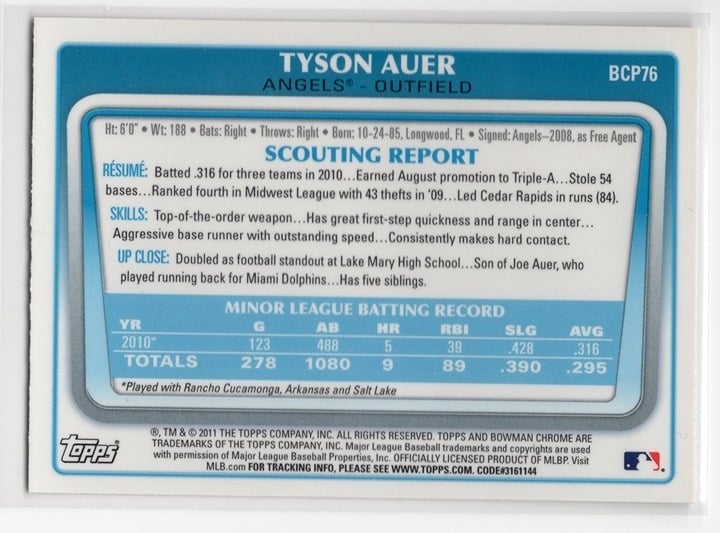 TYSON AUER
BCP76
ANGELS® - OUTFIELD
Ht: 6'0" • Wt: 188 • Bats: Right • Throws: Right • Born: 10-24-85, Longwood, FL • Signed: Angels–2008, as Free Agent
SCOUTING REPORT
RÉSUMÉ: Batted .316 for three teams in 2010...Earned August promotion to Triple-A...Stole 54
bases...Ranked fourth in Midwest League with 43 thefts in '09...Led Cedar Rapids in runs (84).
SKILLS: Top-of-the-order weapon...Has great first-step quickness and range in center...
Aggressive base runner with outstanding speed...Consistently makes hard contact.
UP CLOSE: Doubled as football standout at Lake Mary High School...Son of Joe Auer, who
played running back for Miami Dolphins...Has five siblings.
MINOR LEAGUE BATTING RECORD
YR G AB HR RBI SLG AVG
2010* 123 488 5 39 .428 .316
TOTALS 278 1080 9 89 .390 .295
*Played with Rancho Cucamonga, Arkansas and Salt Lake
®, TM & © 2011 THE TOPPS COMPANY, INC. ALL RIGHTS RESERVED. TOPPS AND BOWMAN CHROME ARE
TRADEMARKS OF THE TOPPS COMPANY, INC. Major League Baseball trademarks and copyrights are used
with permission of Major League Baseball Properties, Inc. OFFICIALLY LICENSED PRODUCT OF MLBP. Visit
MLB.com FOR TRACKING INFO, PLEASE SEE WWW.TOPPS.COM. CODE#3161144
topps